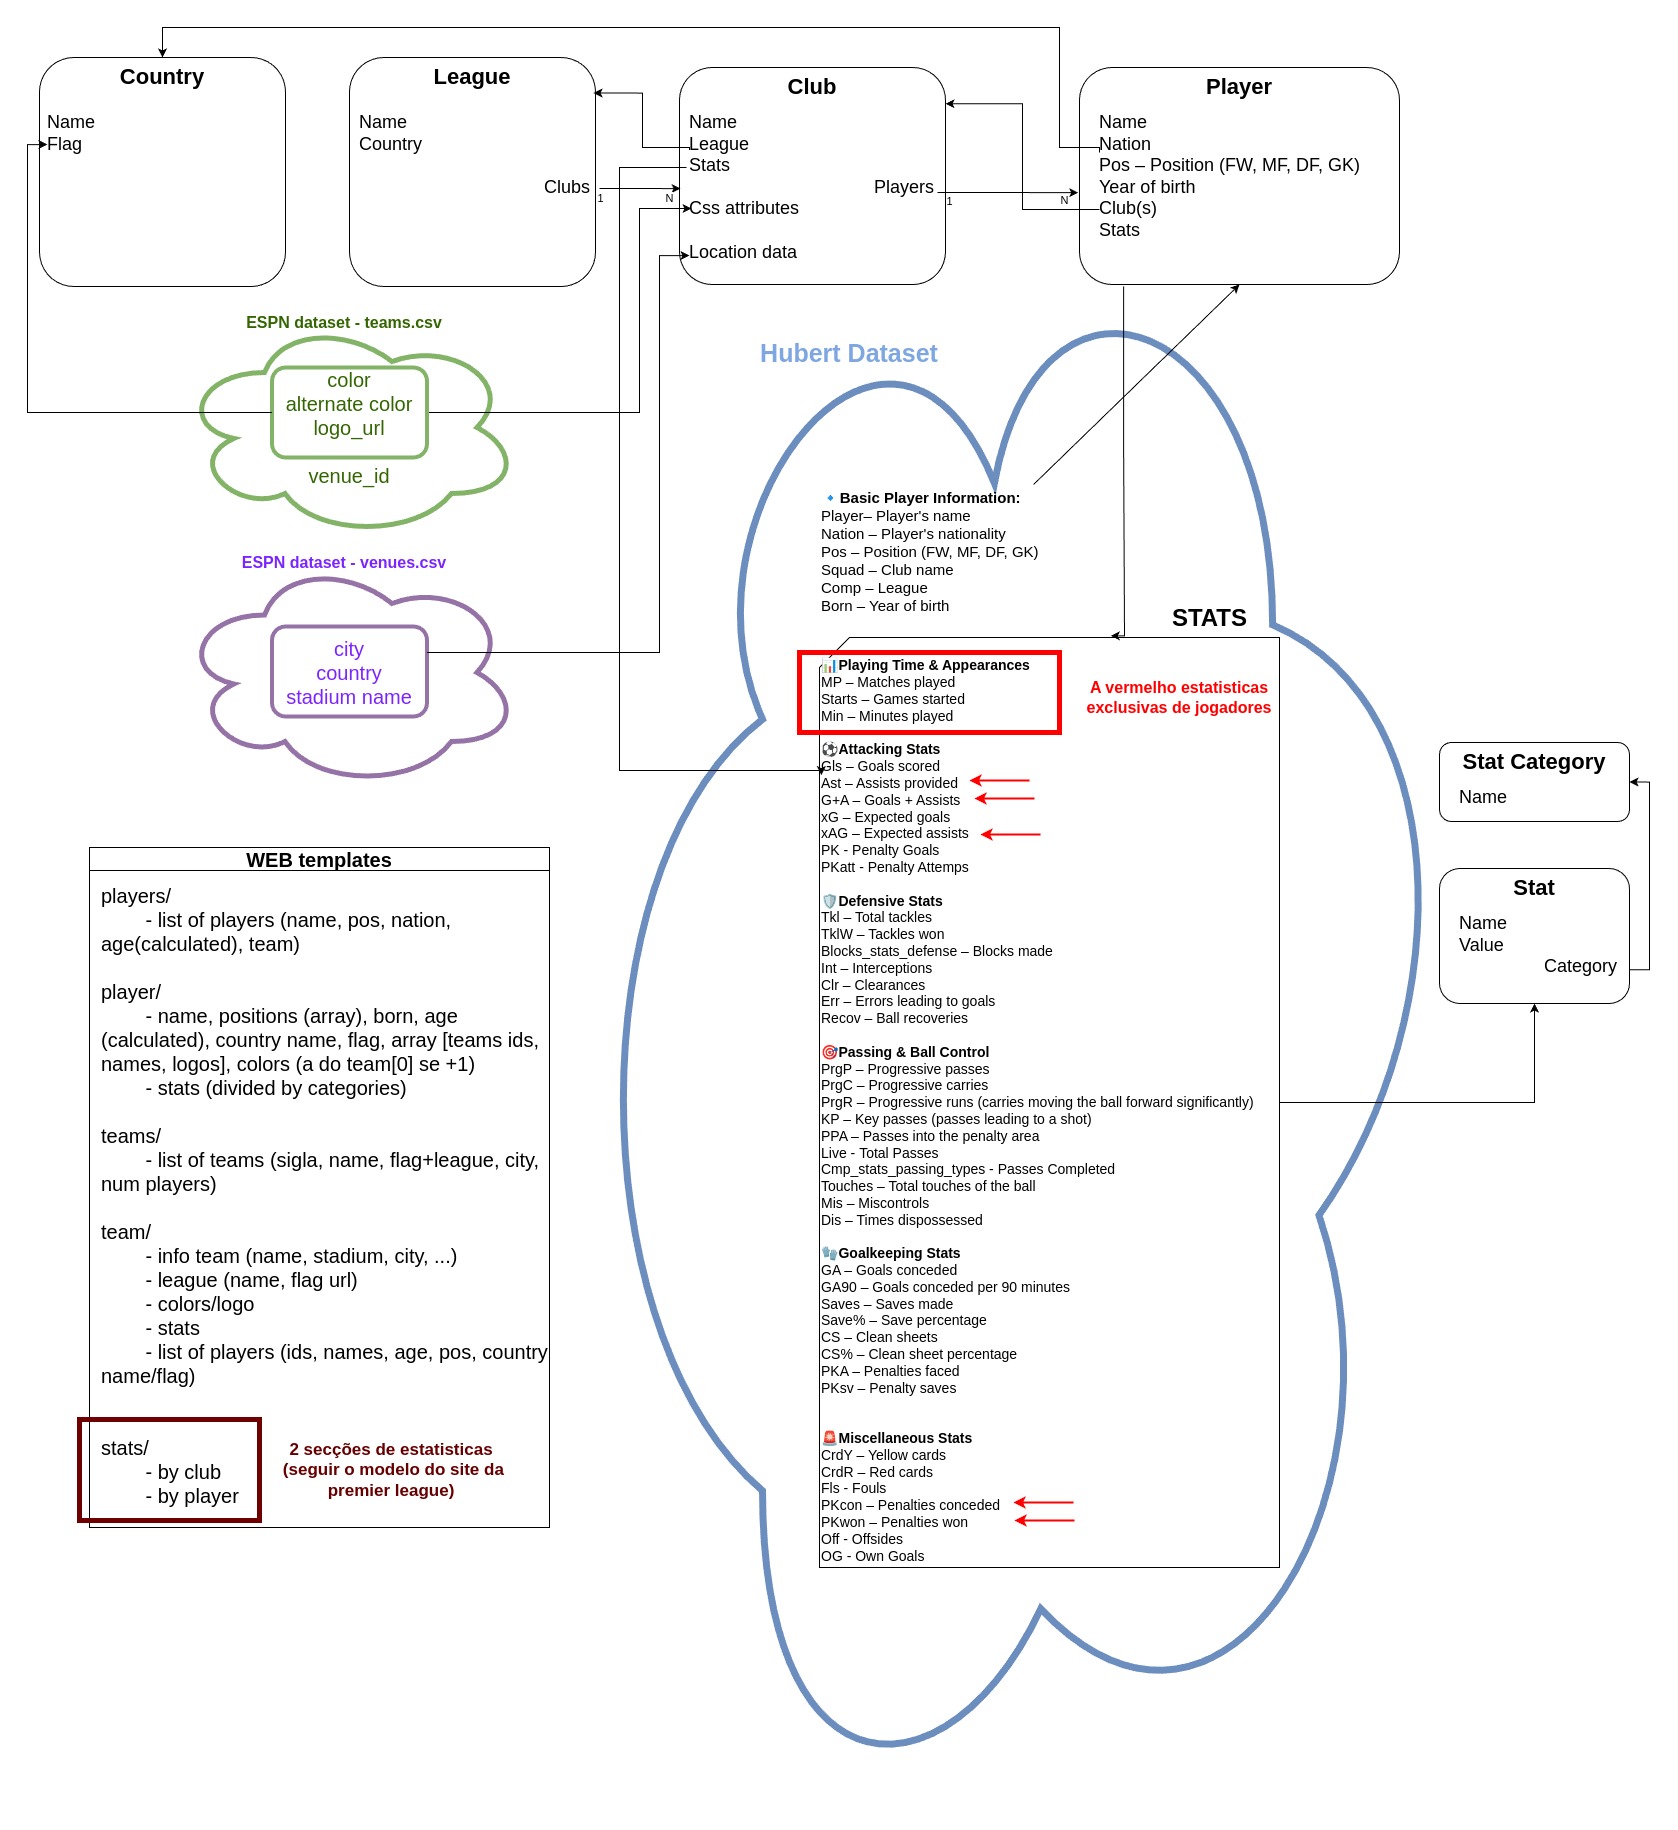 Country
Name
Flag
League
Name
Country
Clubs
1
N
Club
Name
League
Stats
Css attributes
Location data
Players
1
N
Player
Name
Nation
Pos – Position (FW, MF, DF, GK)
Year of birth
Club(s)
Stats
ESPN dataset - teams.csv
color
alternate color
logo_url
venue_id
ESPN dataset - venues.csv
city
country
stadium name
Hubert Dataset
🔹 Basic Player Information:
Player– Player's name
Nation – Player's nationality
Pos – Position (FW, MF, DF, GK)
Squad – Club name
Comp – League
Born – Year of birth
STATS
📊Playing Time & Appearances
MP – Matches played
Starts – Games started
Min – Minutes played
A vermelho estatisticas
exclusivas de jogadores
⚽Attacking Stats
Gls – Goals scored
Ast – Assists provided
G+A – Goals + Assists
xG – Expected goals
xAG – Expected assists
PK - Penalty Goals
PKatt - Penalty Attemps
🛡️Defensive Stats
Tkl – Total tackles
TklW – Tackles won
Blocks_stats_defense – Blocks made
Int – Interceptions
Clr – Clearances
Err – Errors leading to goals
Recov – Ball recoveries
🎯Passing & Ball Control
PrgP – Progressive passes
PrgC – Progressive carries
PrgR – Progressive runs (carries moving the ball forward significantly)
KP – Key passes (passes leading to a shot)
PPA – Passes into the penalty area
Live - Total Passes
Cmp_stats_passing_types - Passes Completed
Touches – Total touches of the ball
Mis – Miscontrols
Dis – Times dispossessed
🧤Goalkeeping Stats
GA – Goals conceded
GA90 – Goals conceded per 90 minutes
Saves – Saves made
Save% – Save percentage
CS – Clean sheets
CS% – Clean sheet percentage
PKA – Penalties faced
PKsv – Penalty saves
🚨Miscellaneous Stats
CrdY – Yellow cards
CrdR – Red cards
Fls - Fouls
PKcon – Penalties conceded
PKwon – Penalties won
Off - Offsides
OG - Own Goals
Stat Category
Name
Stat
Name
Value
Category
WEB templates
players/
- list of players (name, pos, nation,
age(calculated), team)
player/
- name, positions (array), born, age
(calculated), country name, flag, array [teams ids,
names, logos], colors (a do team[0] se +1)
- stats (divided by categories)
teams/
- list of teams (sigla, name, flag+league, city,
num players)
team/
- info team (name, stadium, city, ...)
- league (name, flag url)
- colors/logo
- stats
- list of players (ids, names, age, pos, country
name/flag)
stats/
- by club
- by player
2 secções de estatisticas
(seguir o modelo do site da
premier league)